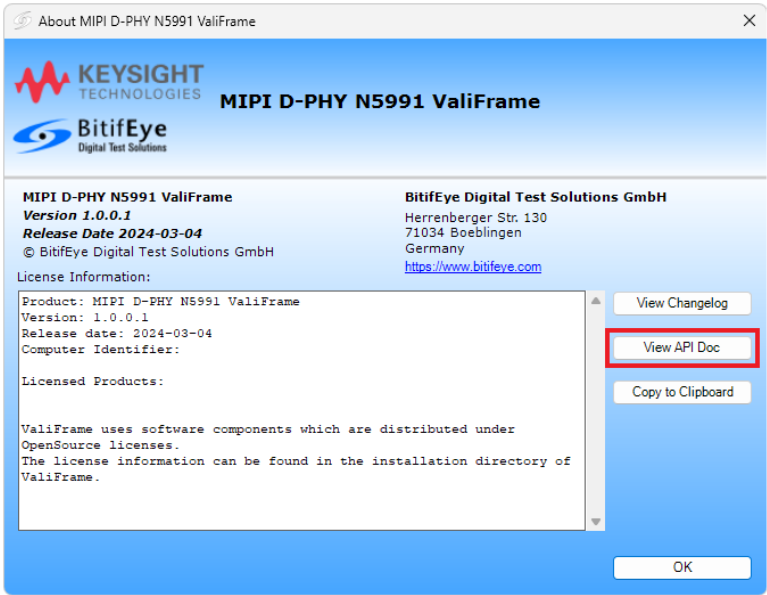 About MIPI D-PHY N5991 ValiFrame
KEYSIGHT
TECHNOLOGIES
MIPI D-PHY N5991 ValiFrame
BitifEye
Digital Test Solutions
MIPI D-PHY N5991 ValiFrame
Version 1.0.0.1
Release Date 2024-03-04
© BitifEye Digital Test Solutions GmbH
BitifEye Digital Test Solutions GmbH
Herrenberger Str. 130
71034 Boeblingen
Germany
https://www.bitifeye.com
License Information:
Product: MIPI D-PHY N5991 ValiFrame
Version: 1.0.0.1
Release date: 2024-03-04
Computer Identifier:
Licensed Products:
ValiFrame uses software components which are distributed under
OpenSource licenses.
The license information can be found in the installation directory of
ValiFrame.
View Changelog
View API Doc
Copy to Clipboard
OK